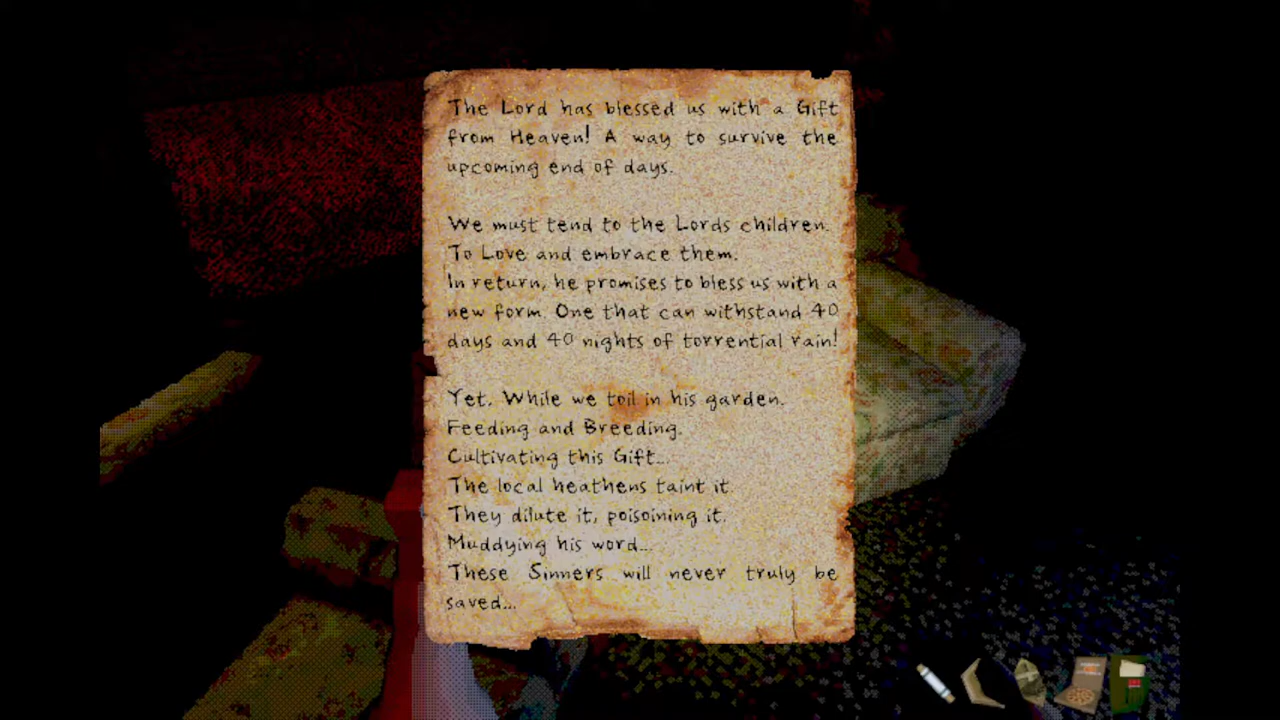 The Lord has blessed us with a Gift
from Heaven! A way to survive the
upcoming end of days.
We must tend to the Lords children.
To Love and embrace them.
In return, he promises to bless us with a
new form. One that can withstand 40
days and 40 nights of torrential rain!
Yet. While we toil in his garden.
Feeding and Breeding.
Cultivating this Gift...
The local heathens taint it.
They dilute it, poisoining it.
Muddying his word...
These Sinners will never truly be
saved...